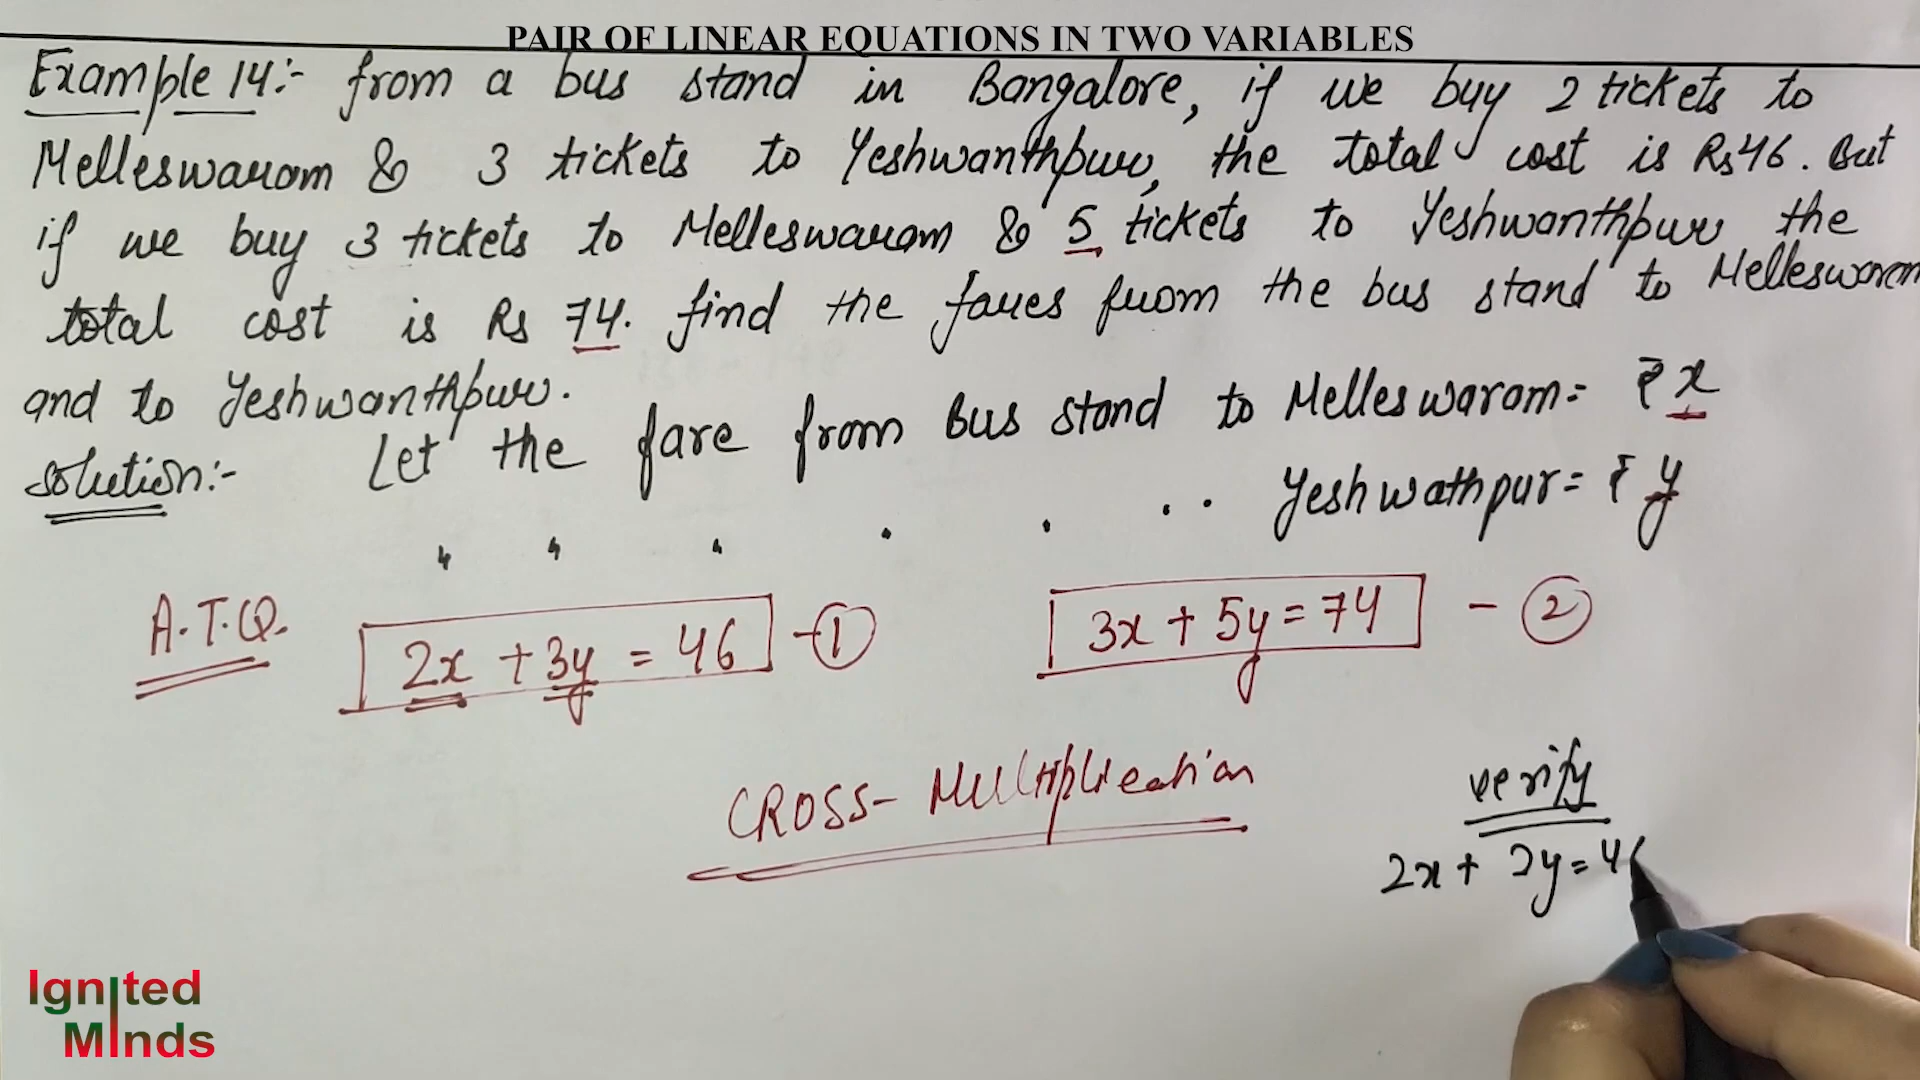 PAIR OF LINEAR EQUATIONS IN TWO VARIABLES
Example 14:- from a bus stand in Bangalore, if we buy 2 tickets to
Melleswaram & 3 tickets to Yeshwanthpur, the total cost is Rs 46. But
if we buy 3 tickets to Melleswaram & 5 tickets to Yeshwanthpur the
total cost is Rs 74. find the fares from the bus stand to Melleswaram
and to Yeshwanthpur.
Solution:- Let the fare from Bus stand to Melleswaram = ₹ x
" " " . . .. Yeshwathpur = ₹ y
A.T.Q. 2x + 3y = 46 -① 3x + 5y = 74 - ②
CROSS- Multiplication
verify
2x + 3y = 46
Ignited
Minds